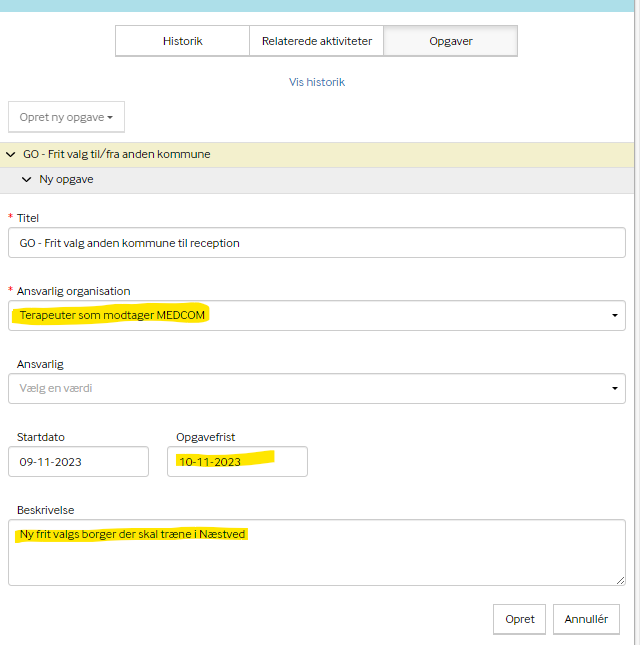 Historik
Relaterede aktiviteter
Opgaver
Vis historik
Opret ny opgave
GO - Frit valg til/fra anden kommune
Ny opgave
* Titel
GO - Frit valg anden kommune til reception
* Ansvarlig organisation
Terapeuter som modtager MEDCOM
Ansvarlig
Vælg en værdi
Startdato
Opgavefrist
09-11-2023
10-11-2023
Beskrivelse
Ny frit valgs borger der skal træne i Næstved
Opret
Annullér